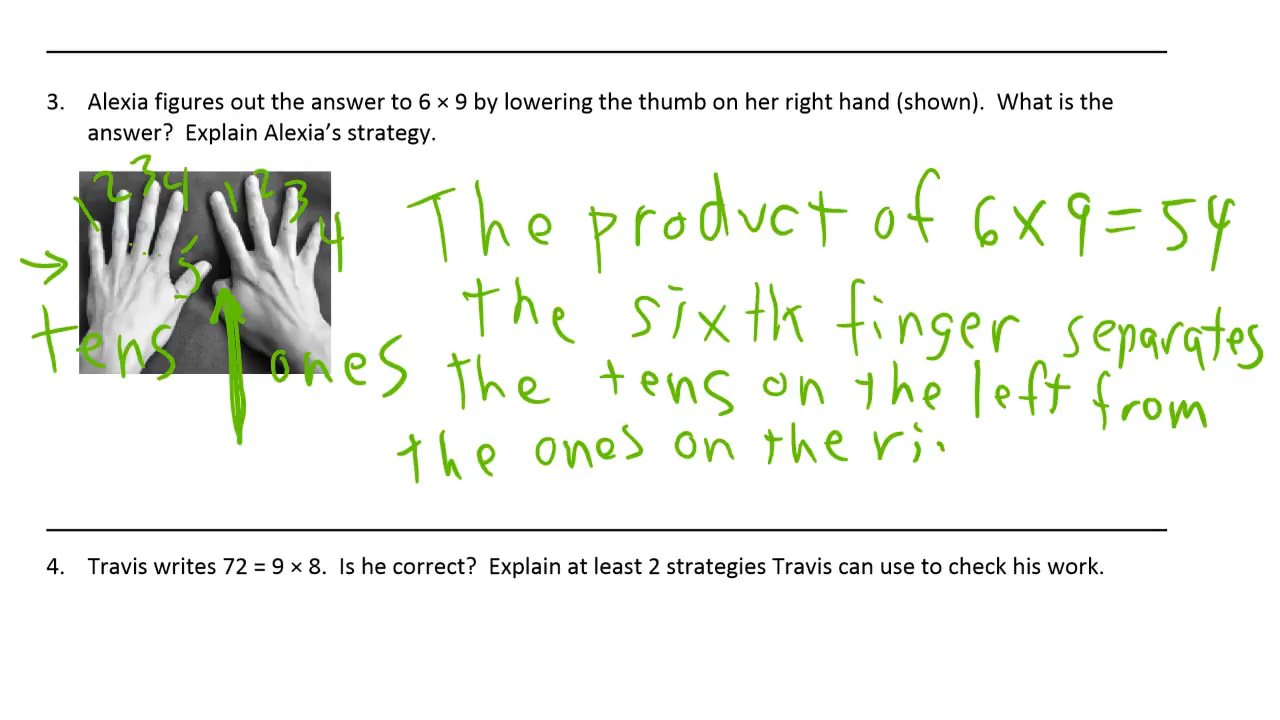 3. Alexia figures out the answer to 6 × 9 by lowering the thumb on her right hand (shown). What is the
answer? Explain Alexia's strategy.
1 2 3 4 5 1 2 3 4
tens ones
The product of 6 x 9 = 54
the sixth finger separates
the tens on the left from
the ones on the ri
4. Travis writes 72 = 9 × 8. Is he correct? Explain at least 2 strategies Travis can use to check his work.